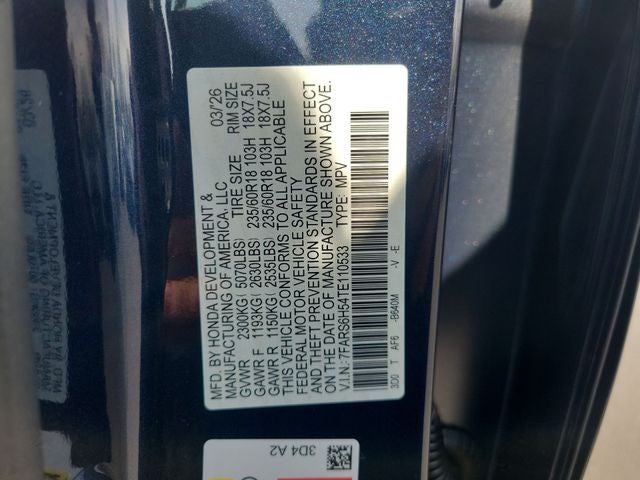 MFD. BY HONDA DEVELOPMENT &
MANUFACTURING OF AMERICA, LLC 03/'26
TIRE SIZE RIM SIZE
GVWR 2300KG( 5070LBS)
GAWR F 1193KG( 2630LBS) 235/60R18 103H 18X7.5J
GAWR R 1150KG( 2535LBS) 235/60R18 103H 18X7.5J
THIS VEHICLE CONFORMS TO ALL APPLICABLE
FEDERAL MOTOR VEHICLE SAFETY
AND THEFT PREVENTION STANDARDS IN EFFECT
ON THE DATE OF MANUFACTURE SHOWN ABOVE.
V.I.N.: 7FARS6H54TE110533 TYPE: MPV
3D0 T AF6 -B640M -V -E
3D4 A2